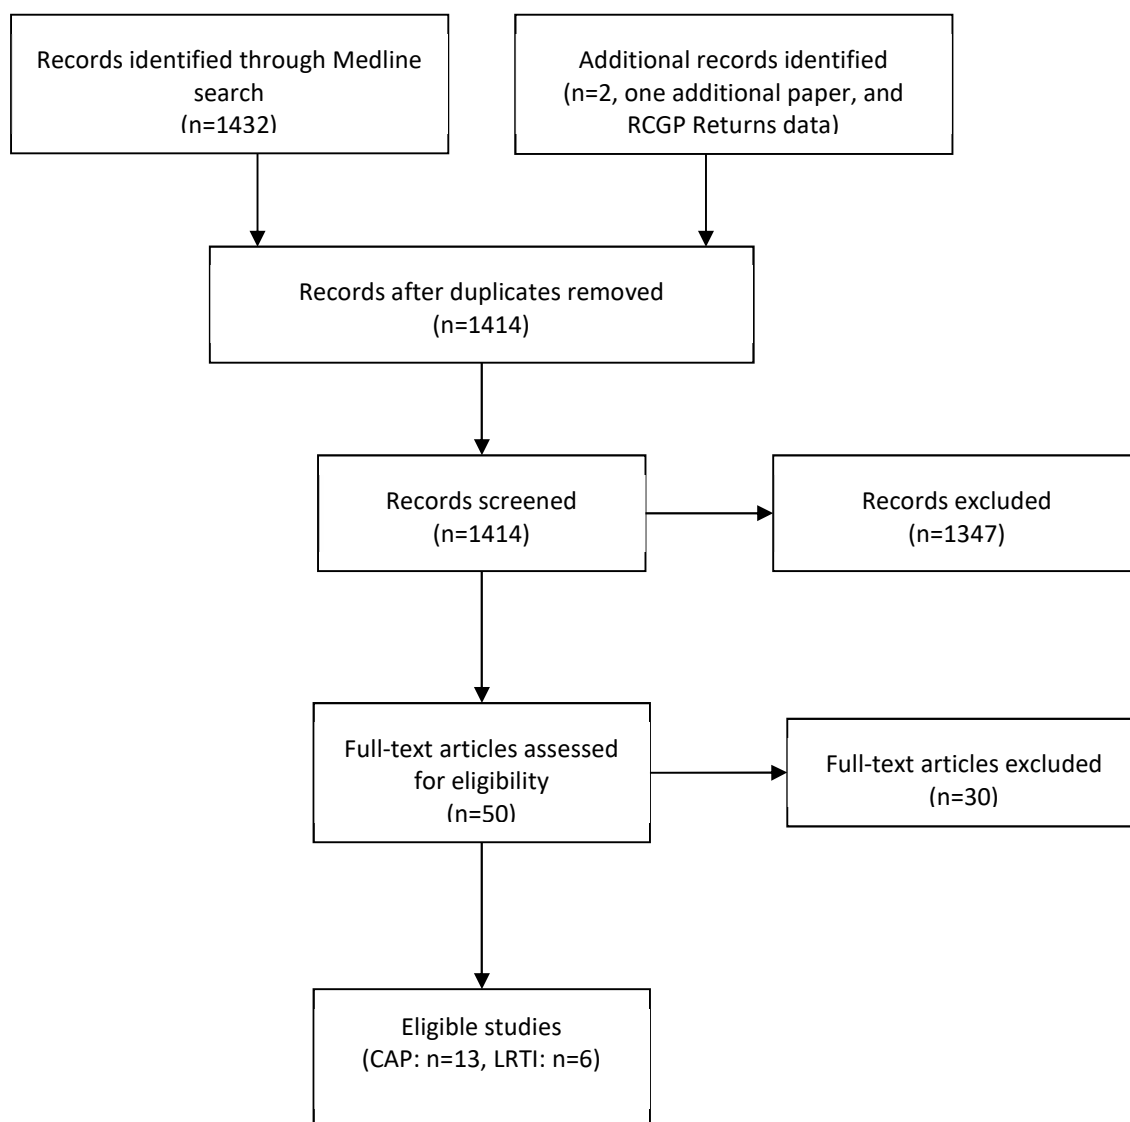 Records identified through Medline
search
(n=1432)
Additional records identified
(n=2, one additional paper, and
RCGP Returns data)
Records after duplicates removed
(n=1414)
Records screened
(n=1414)
Records excluded
(n=1347)
Full-text articles assessed
for eligibility
(n=50)
Full-text articles excluded
(n=30)
Eligible studies
(CAP: n=13, LRTI: n=6)